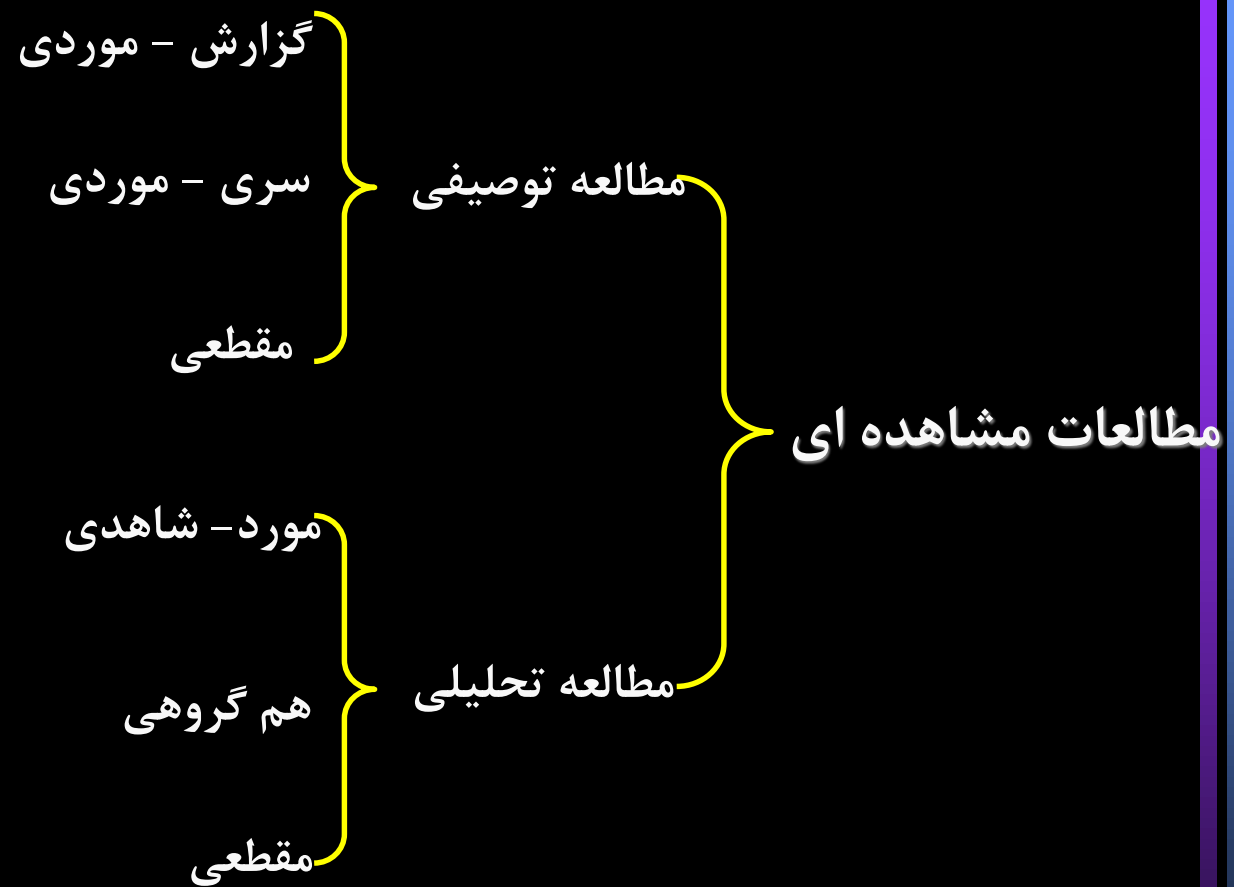 گزارش - موردی
سری - موردی
مطالعه توصیفی
مقطعی
مطالعات مشاهده ای
مورد- شاهدی
مطالعه تحلیلی
هم گروهی
مقطعی